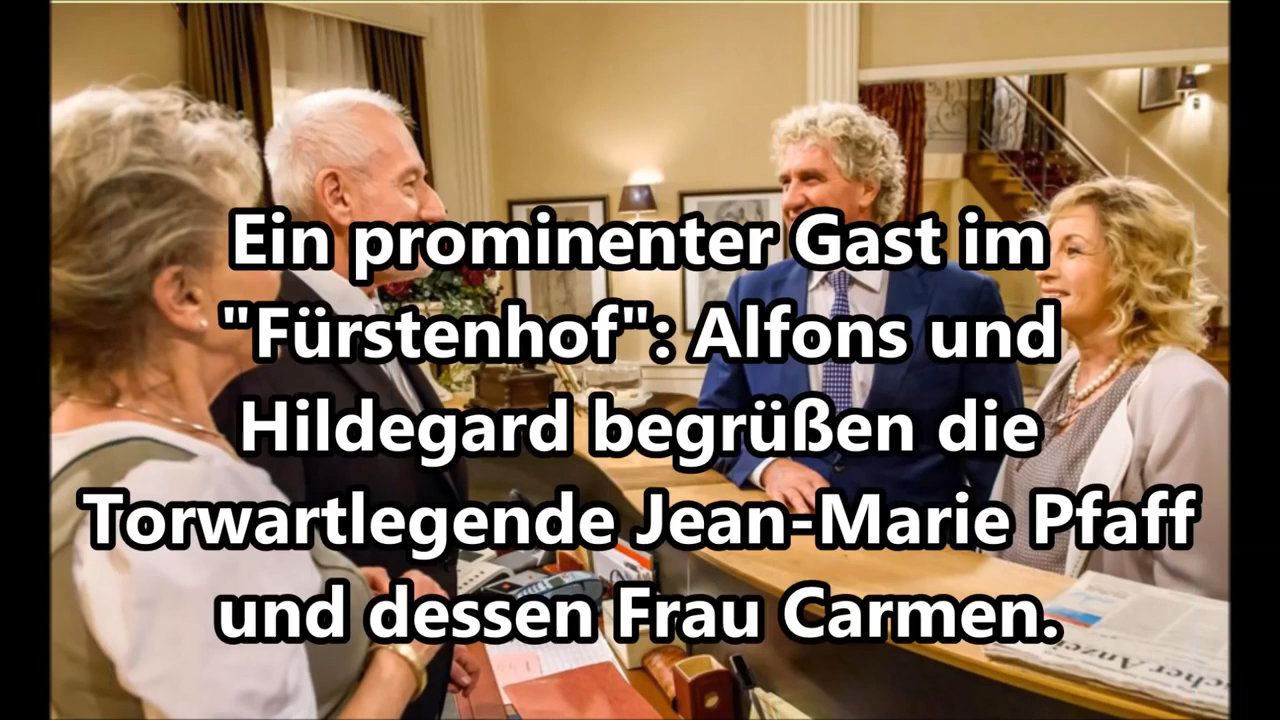 Ein prominenter Gast im
"Fürstenhof": Alfons und
Hildegard begrüßen die
Torwartlegende Jean-Marie Pfaff
und dessen Frau Carmen.